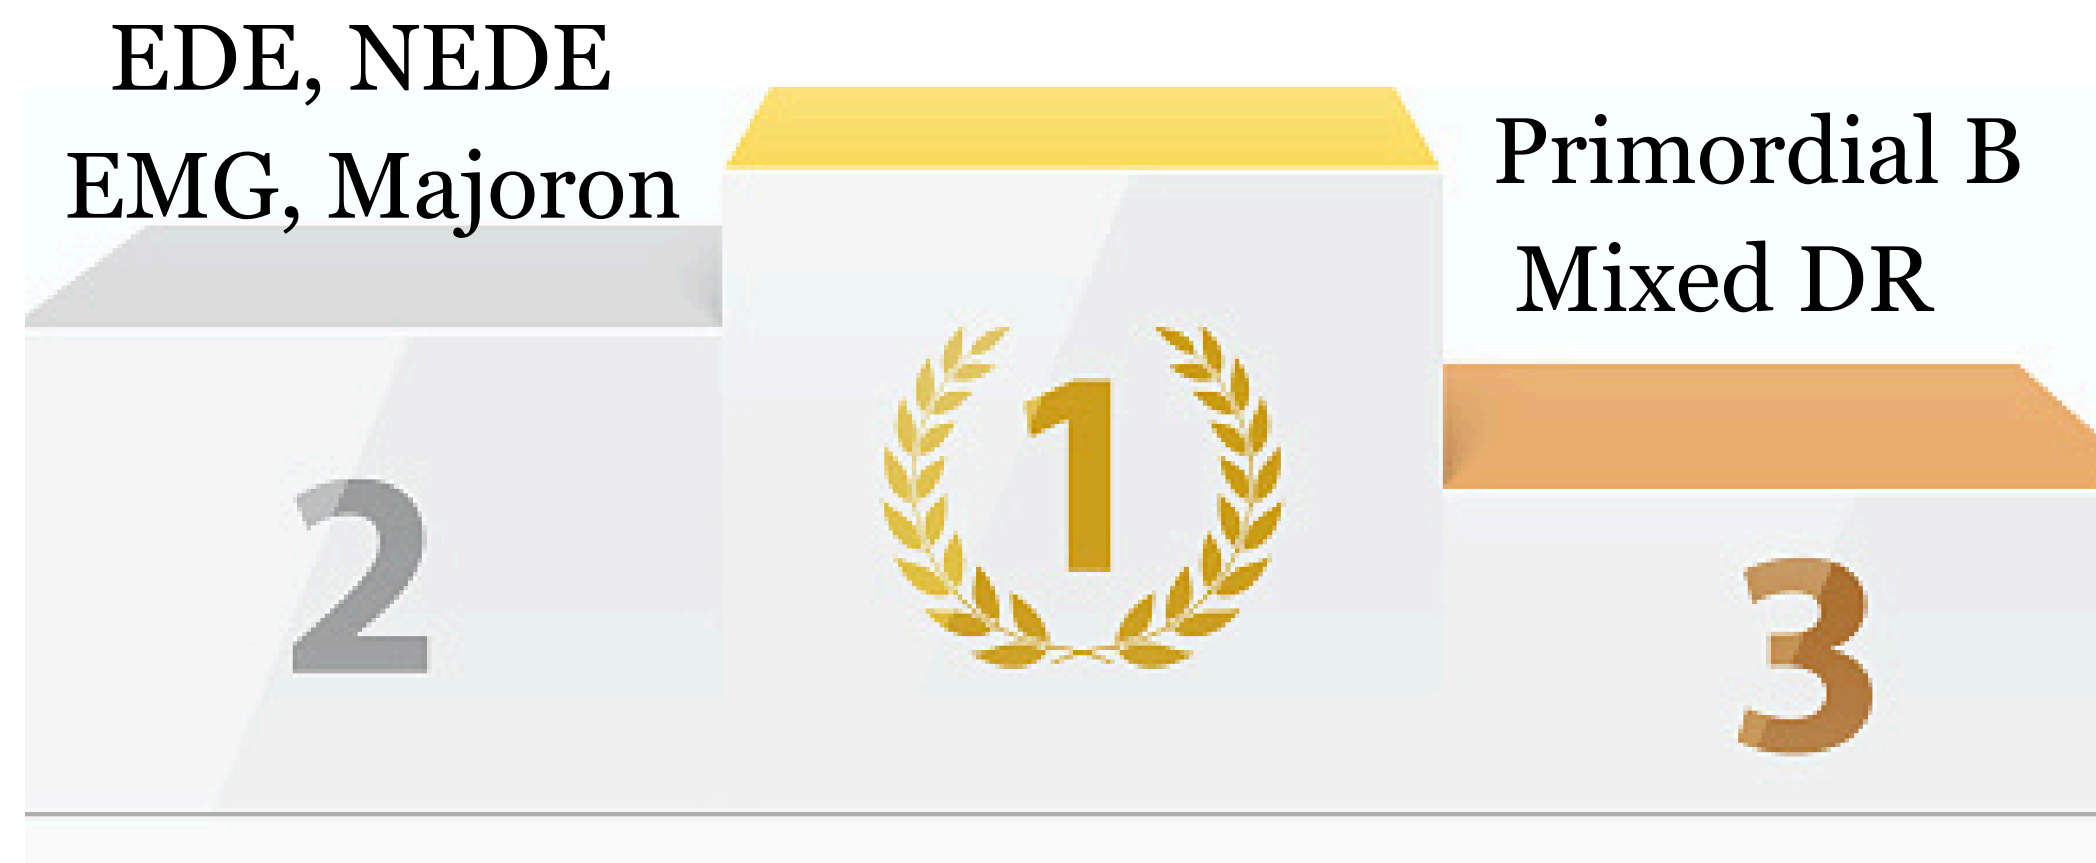 EDE, NEDE
EMG, Majoron
Primordial B
Mixed DR
2
1
3